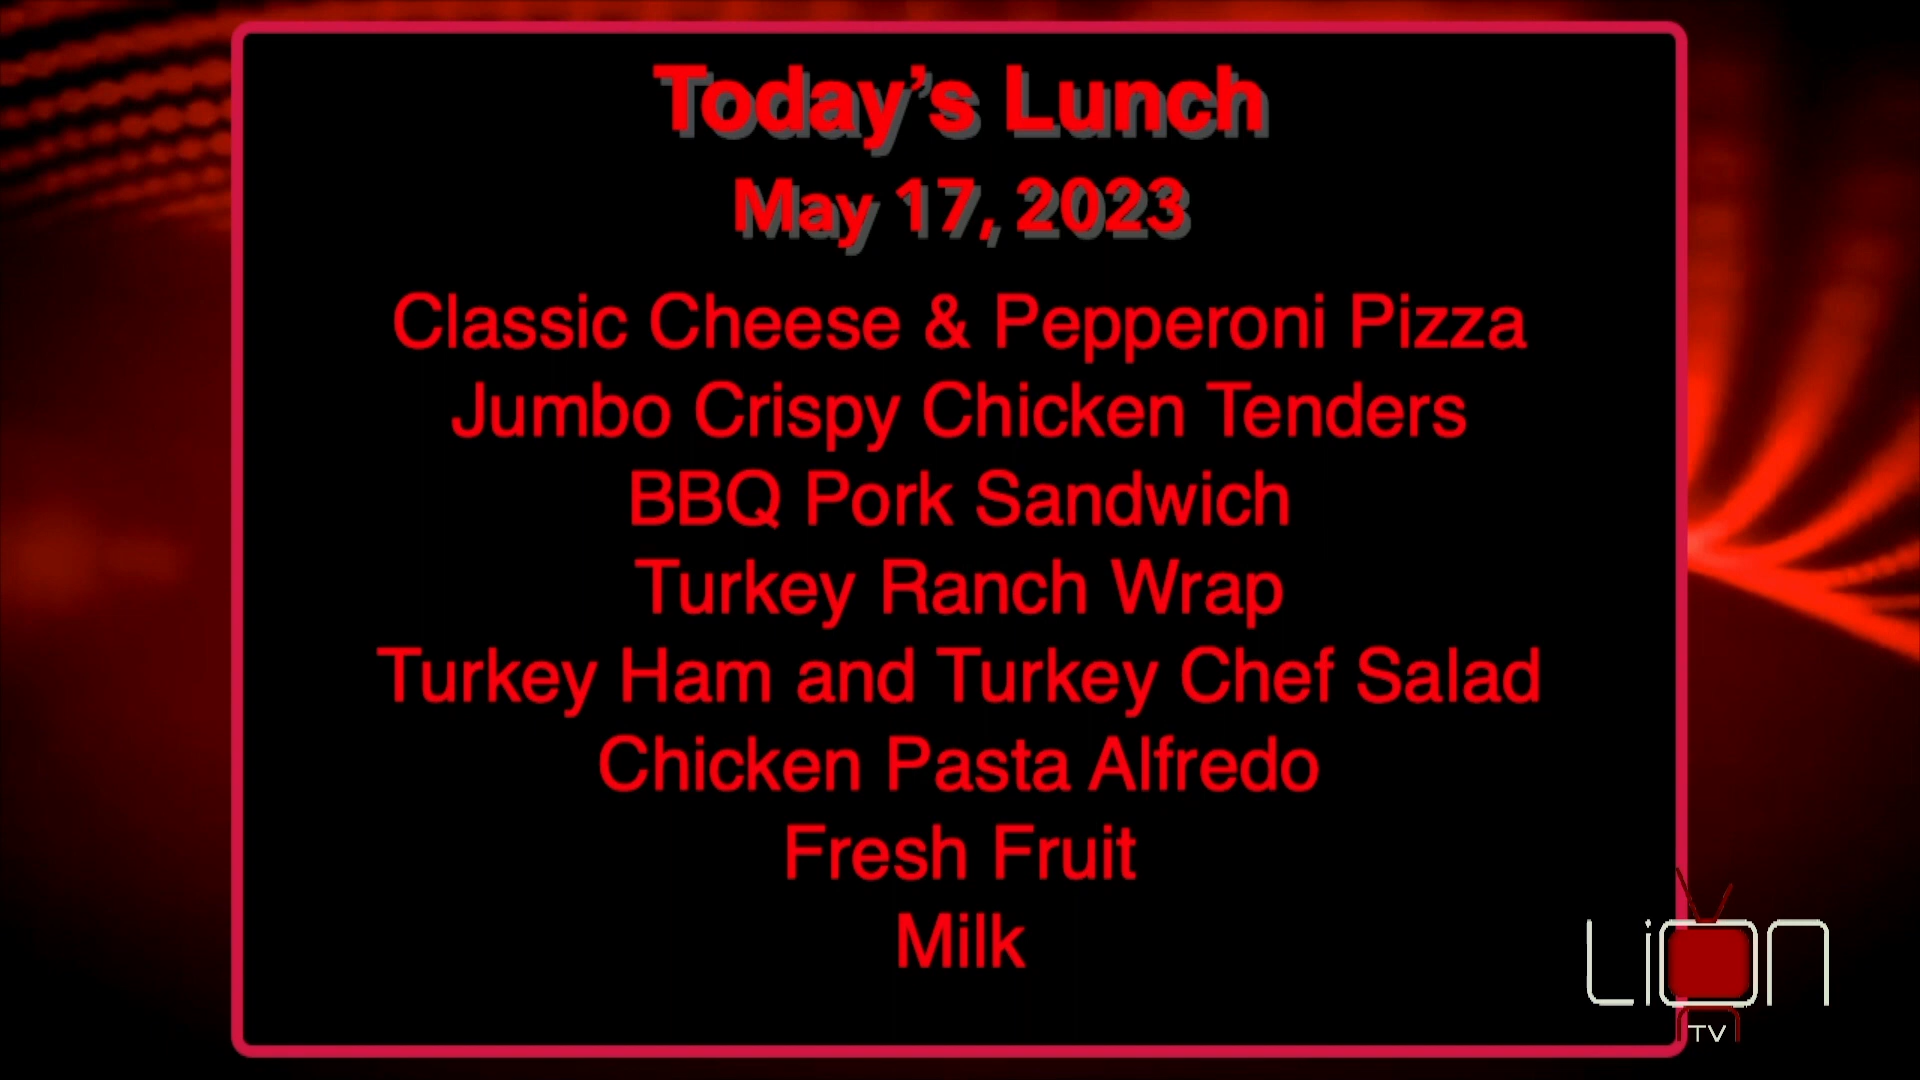 Today’s Lunch
May 17, 2023
Classic Cheese & Pepperoni Pizza
Jumbo Crispy Chicken Tenders
BBQ Pork Sandwich
Turkey Ranch Wrap
Turkey Ham and Turkey Chef Salad
Chicken Pasta Alfredo
Fresh Fruit
Milk
Lion
TV